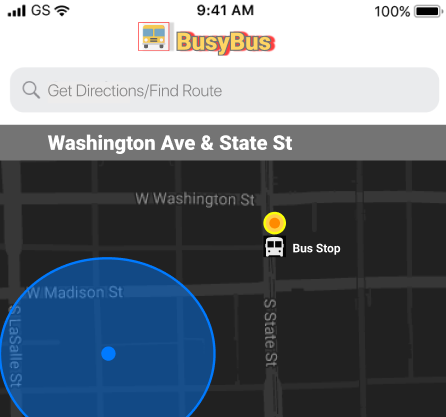 GS 9:41 AM 100%
BusyBus
Get Directions/Find Route
Washington Ave & State St
W Washington St
Bus Stop
W Madison St
S LaSalle St
S State St